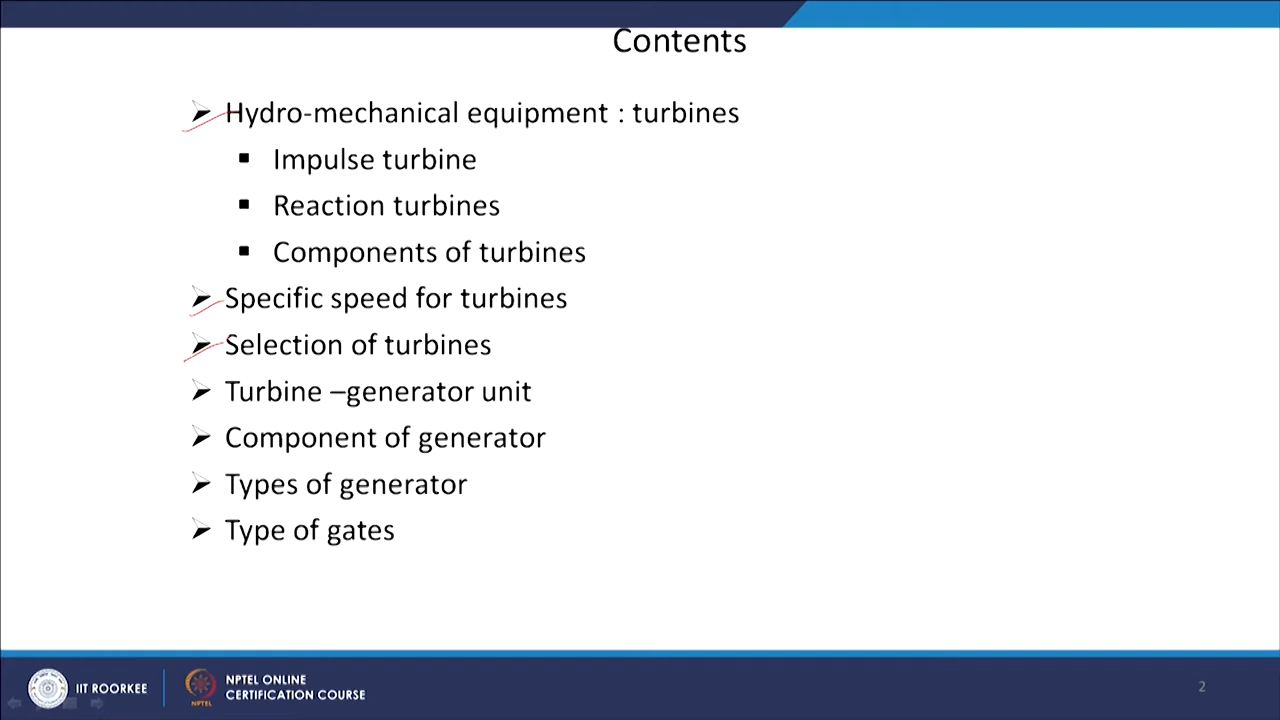 Contents
Hydro-mechanical equipment : turbines
Impulse turbine
Reaction turbines
Components of turbines
Specific speed for turbines
Selection of turbines
Turbine –generator unit
Component of generator
Types of generator
Type of gates
IIT ROORKEE
NPTEL
NPTEL ONLINE
CERTIFICATION COURSE
2